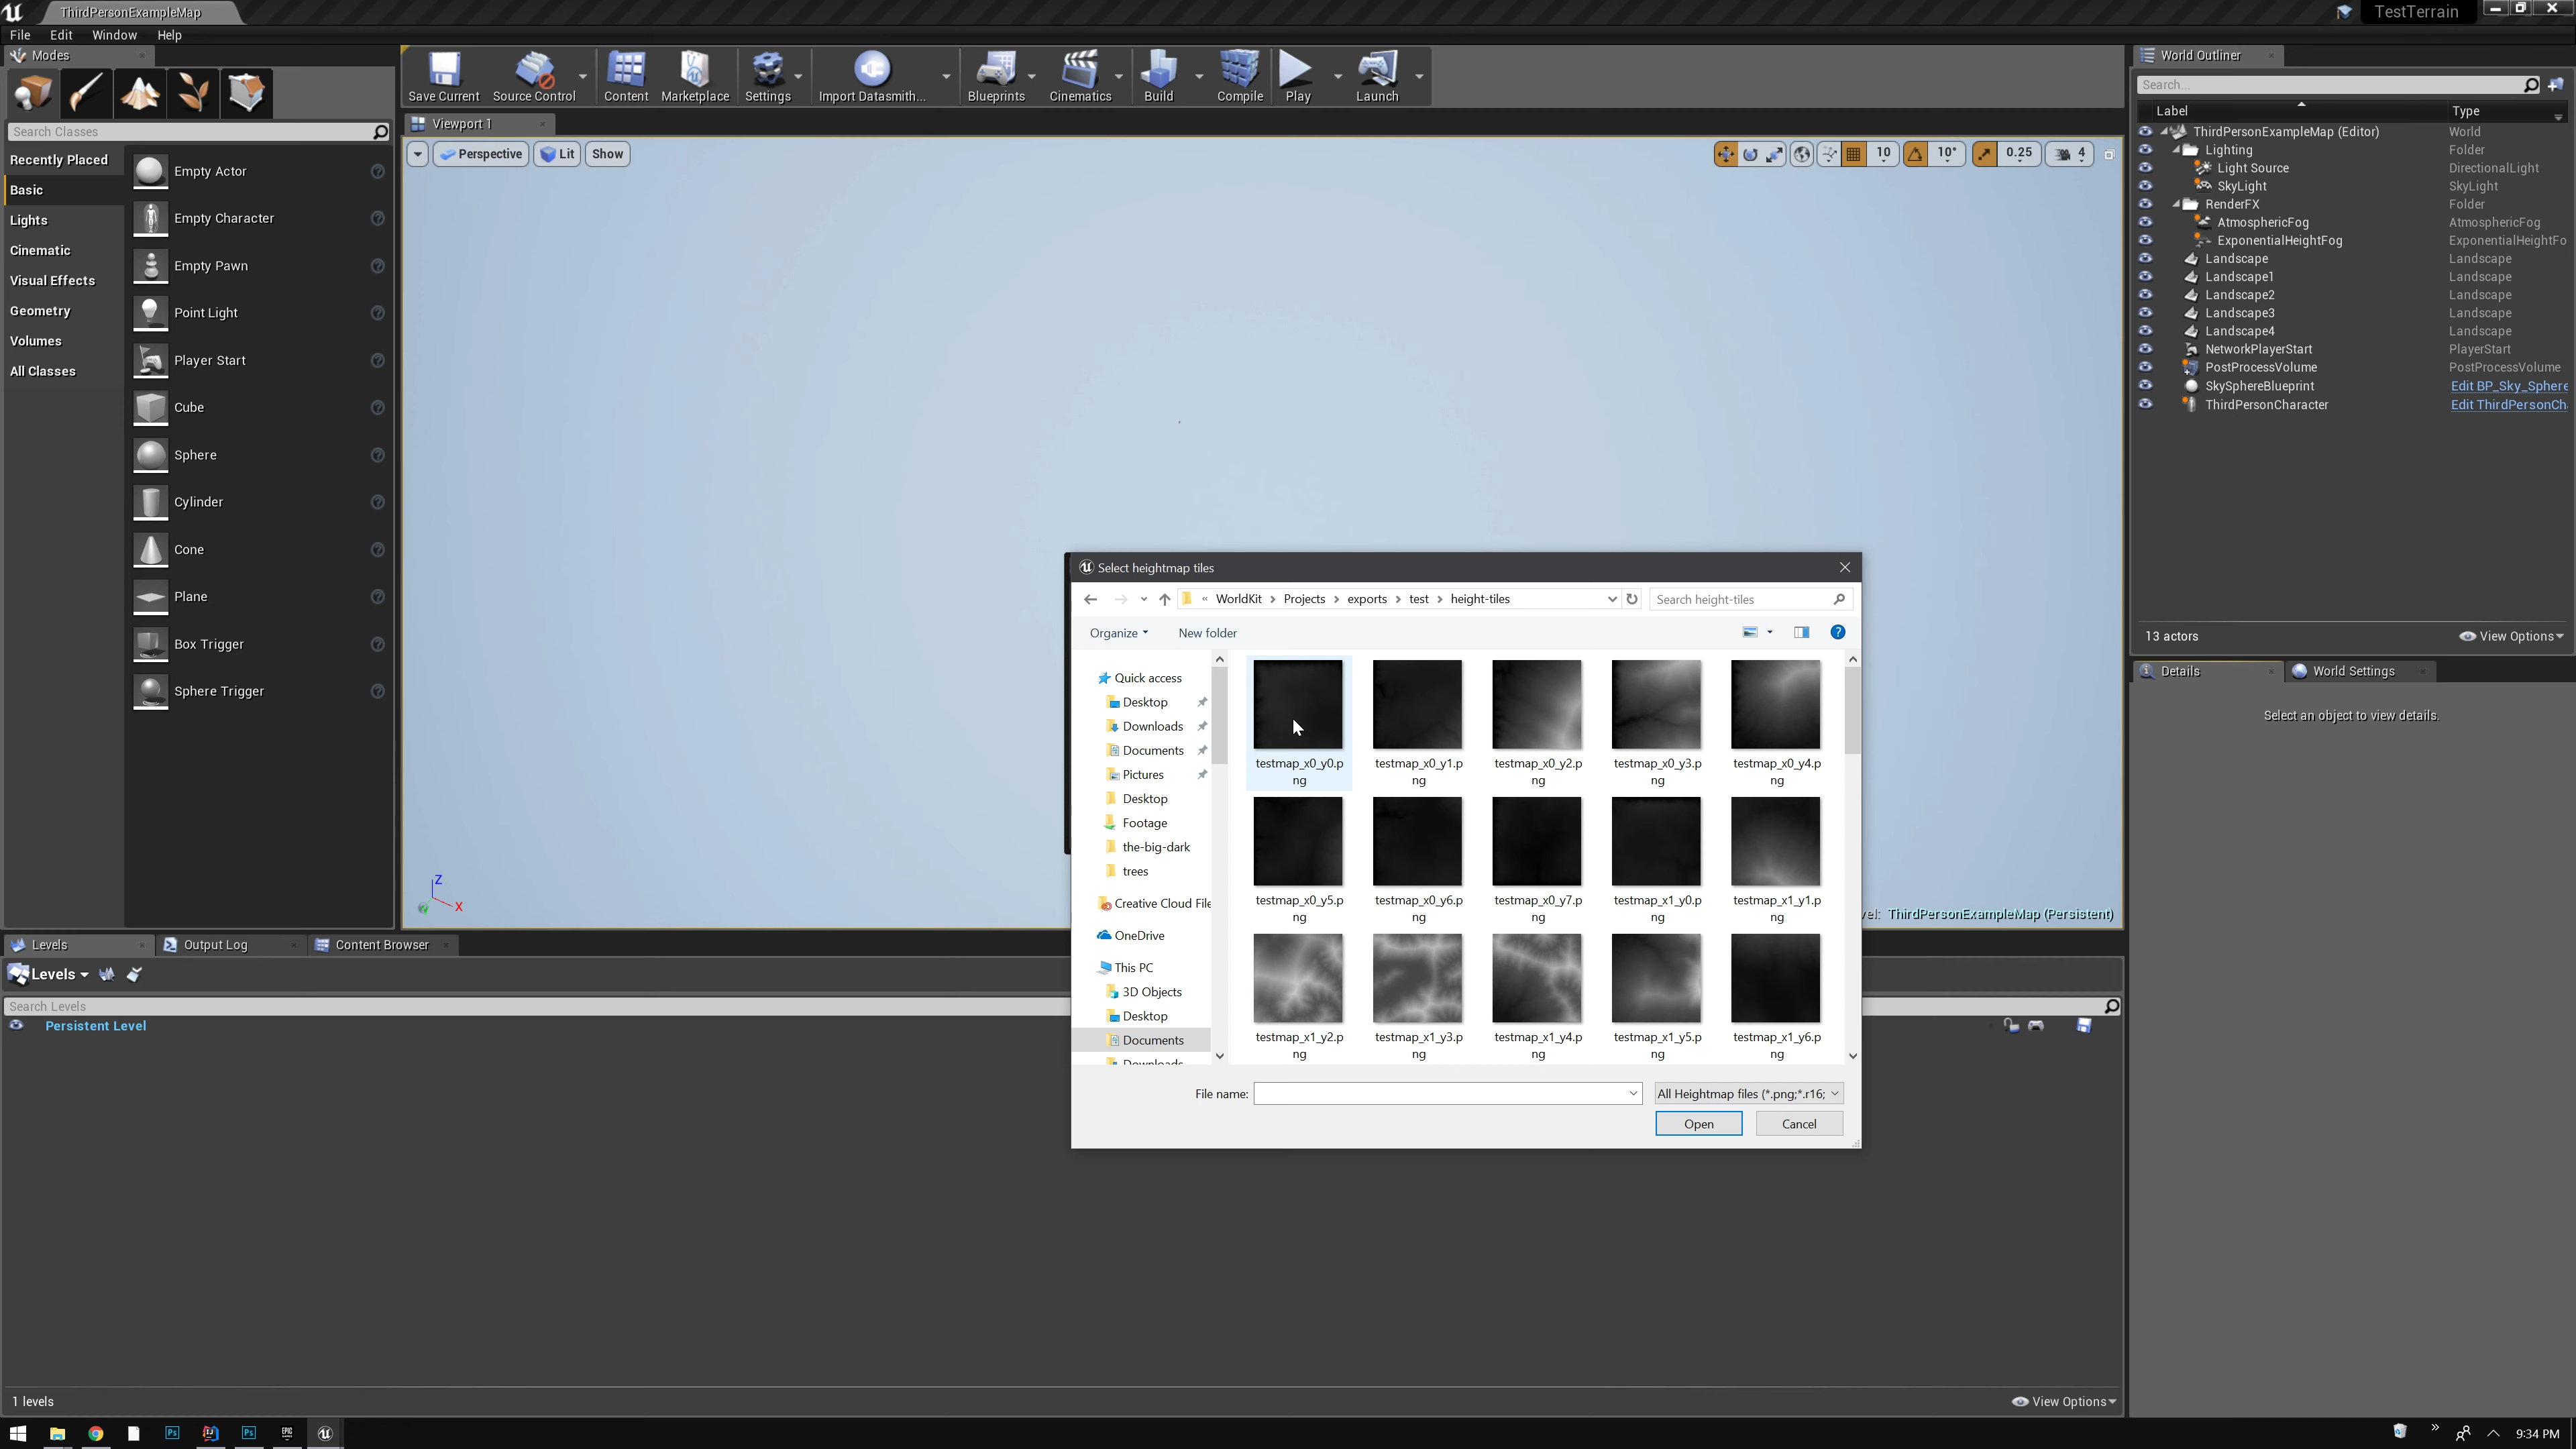 ThirdPersonExampleMap
TestTerrain
File Edit Window Help
Modes
Search Classes
Recently Placed
Basic
Lights
Cinematic
Visual Effects
Geometry
Volumes
All Classes
Empty Actor
Empty Character
Empty Pawn
Point Light
Player Start
Cube
Sphere
Cylinder
Cone
Plane
Box Trigger
Sphere Trigger
Save Current
Source Control
Content
Marketplace
Settings
Import Datasmith...
Blueprints
Cinematics
Build
Compile
Play
Launch
Viewport 1
Perspective Lit Show
10 10° 0.25 4
Z
X
vel: ThirdPersonExampleMap (Persistent)
World Outliner
Search...
Label Type
ThirdPersonExampleMap (Editor) World
Lighting Folder
Light Source DirectionalLight
SkyLight SkyLight
RenderFX Folder
AtmosphericFog AtmosphericFog
ExponentialHeightFog ExponentialHeightFo
Landscape Landscape
Landscape1 Landscape
Landscape2 Landscape
Landscape3 Landscape
Landscape4 Landscape
NetworkPlayerStart PlayerStart
PostProcessVolume PostProcessVolume
SkySphereBlueprint Edit BP_Sky_Sphere
ThirdPersonCharacter Edit ThirdPersonCh
13 actors
View Options
Details World Settings
Select an object to view details.
Select heightmap tiles
« WorldKit › Projects › exports › test › height-tiles
Search height-tiles
Organize New folder
Quick access
Desktop
Downloads
Documents
Pictures
Desktop
Footage
the-big-dark
trees
Creative Cloud File
OneDrive
This PC
3D Objects
Desktop
Documents
Downloads
testmap_x0_y0.p
ng
testmap_x0_y1.p
ng
testmap_x0_y2.p
ng
testmap_x0_y3.p
ng
testmap_x0_y4.p
ng
testmap_x0_y5.p
ng
testmap_x0_y6.p
ng
testmap_x0_y7.p
ng
testmap_x1_y0.p
ng
testmap_x1_y1.p
ng
testmap_x1_y2.p
ng
testmap_x1_y3.p
ng
testmap_x1_y4.p
ng
testmap_x1_y5.p
ng
testmap_x1_y6.p
ng
File name:
All Heightmap files (*.png;*.r16;
Open Cancel
Levels Output Log Content Browser
Levels
Search Levels
Persistent Level
1 levels
View Options
Ps
Ps
EPIC
9:34 PM